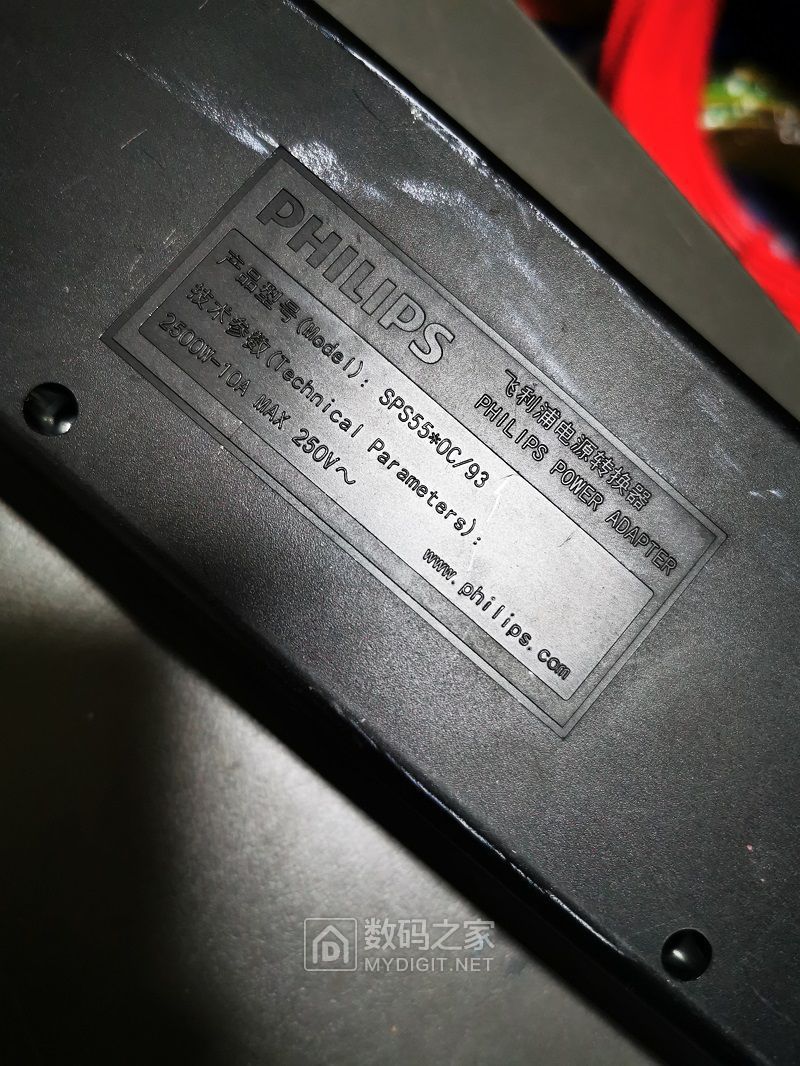 PHILIPS
飞利浦电源转换器
PHILIPS POWER ADAPTER
产品型号(Model): SPS55*0C/93
技术参数(Technical Parameters):
2500W-10A MAX 250V～
www.philips.com
数码之家
MYDIGIT.NET